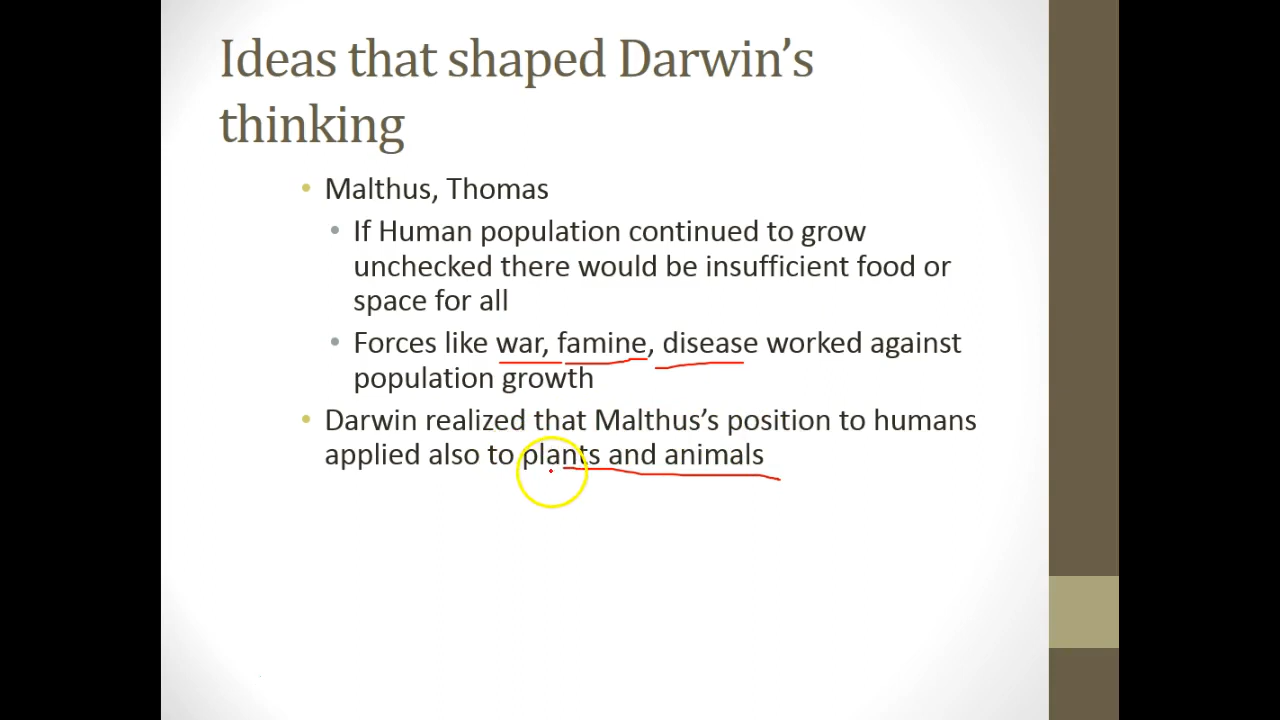 Ideas that shaped Darwin’s
thinking
• Malthus, Thomas
• If Human population continued to grow
unchecked there would be insufficient food or
space for all
• Forces like war, famine, disease worked against
population growth
• Darwin realized that Malthus’s position to humans
applied also to plants and animals